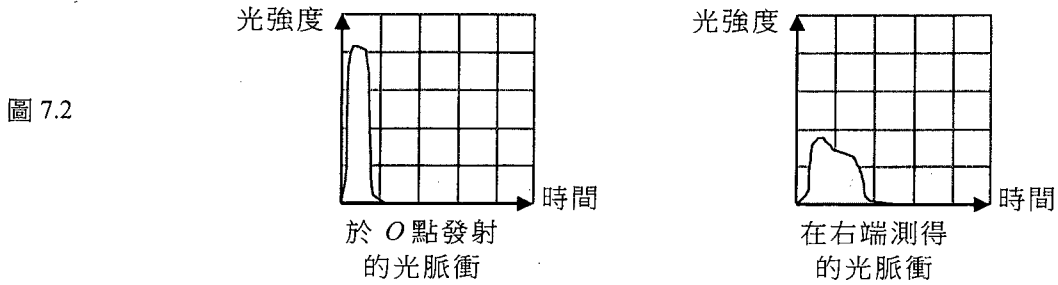 光強度
光強度
圖 7.2
時間
時間
於 O 點發射
的光脈衝
在右端測得
的光脈衝